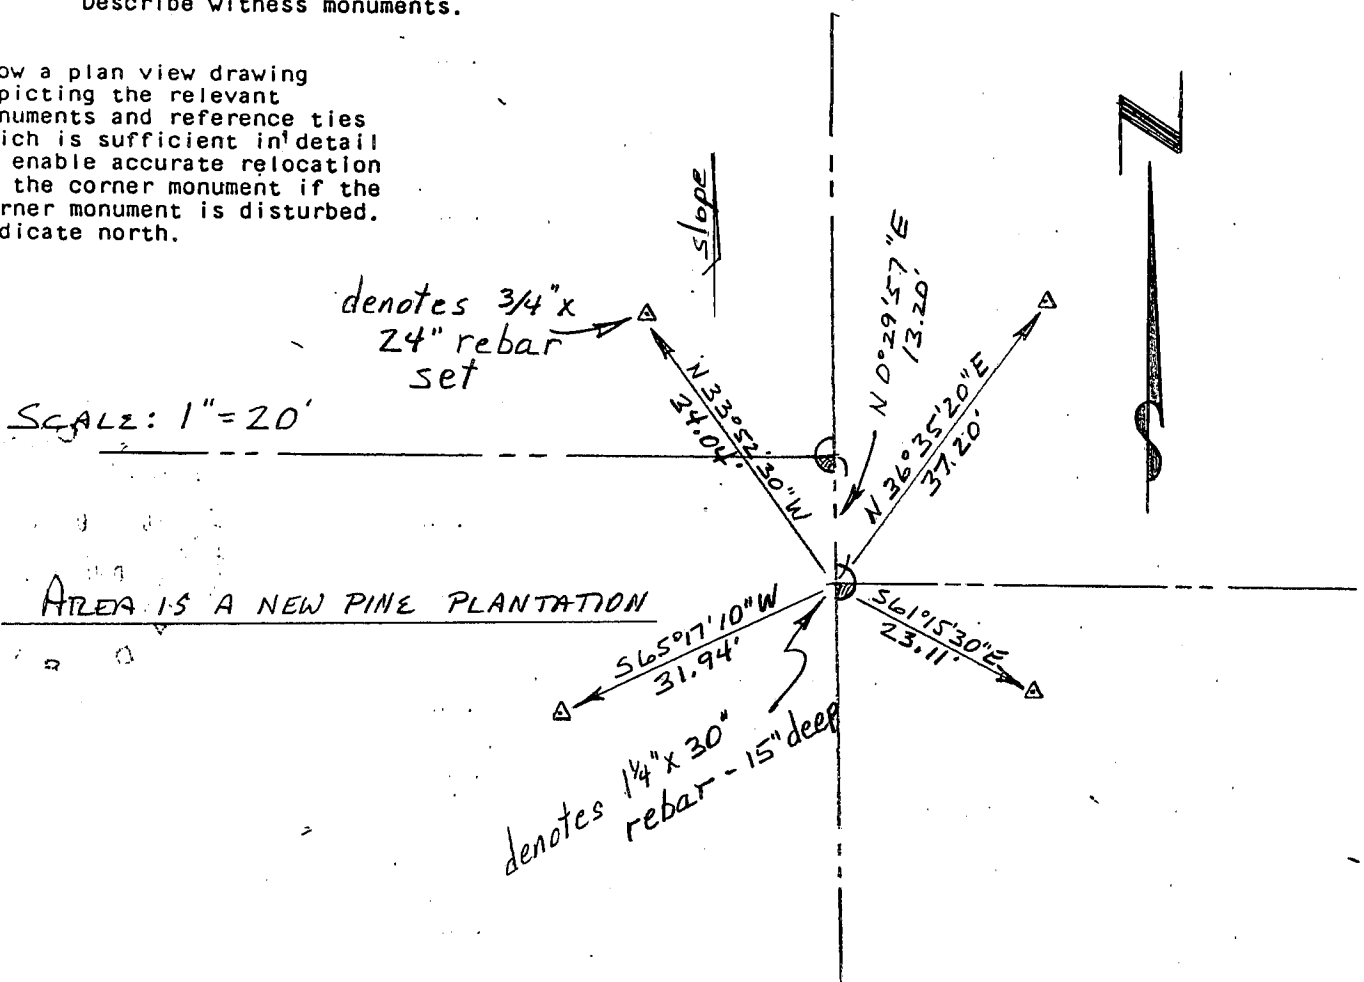 Describe witness monuments.
ow a plan view drawing
picting the relevant
numents and reference ties
ich is sufficient in detail
enable accurate relocation
the corner monument if the
rner monument is disturbed.
dicate north.
slope
N
S
denotes 3/4"x
24" rebar
set
SCALE: 1"=20'
N 33°52'30"W
34.04'
N 0°29'57"E
13.20'
N 36°35'20"E
37.20'
AREA IS A NEW PINE PLANTATION
S65°17'10"W
31.94'
S61°15'30"E
23.11'
denotes 1¼"x 30"
rebar - 15" deep